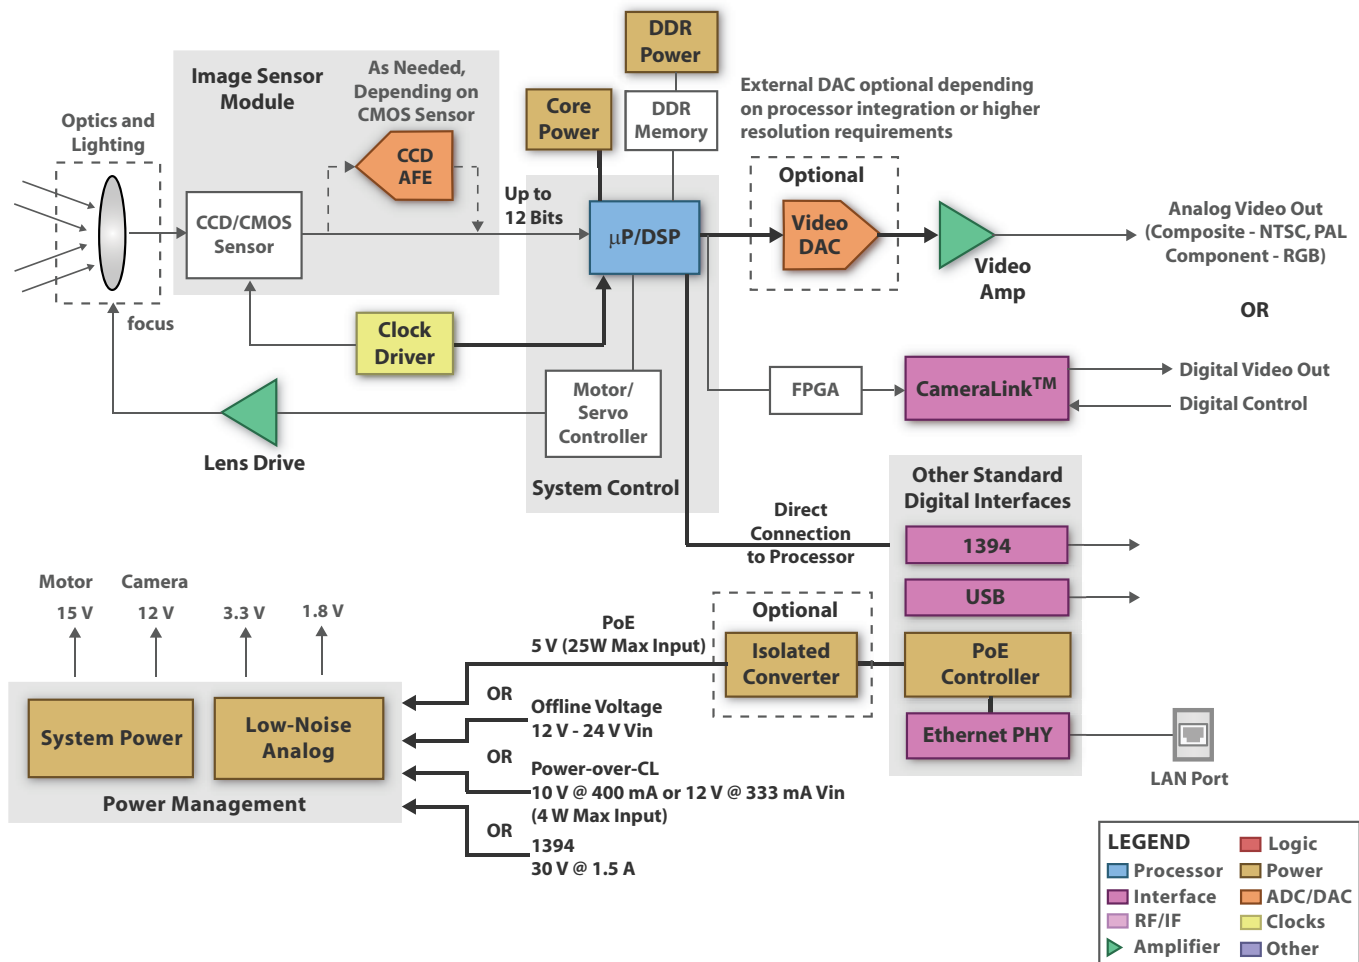 DDR
Power
Image Sensor
Module
As Needed,
Depending on
CMOS Sensor
External DAC optional depending
on processor integration or higher
resolution requirements
Core
Power
DDR
Memory
Optics and
Lighting
CCD
AFE
Optional
Up to
12 Bits
CCD/CMOS
Sensor
μP/DSP
Video
DAC
Video
Amp
Analog Video Out
(Composite - NTSC, PAL
Component - RGB)
OR
focus
Clock
Driver
Motor/
Servo
Controller
FPGA
CameraLink™
Digital Video Out
Digital Control
Lens Drive
System Control
Other Standard
Digital Interfaces
Direct
Connection
to Processor
1394
USB
Motor
15 V
Camera
12 V
3.3 V
1.8 V
Optional
PoE
5 V (25W Max Input)
Isolated
Converter
PoE
Controller
OR
Offline Voltage
12 V - 24 V Vin
System Power
Low-Noise
Analog
Ethernet PHY
OR
Power-over-CL
10 V @ 400 mA or 12 V @ 333 mA Vin
(4 W Max Input)
LAN Port
Power Management
OR
1394
30 V @ 1.5 A
LEGEND
Processor
Interface
RF/IF
Amplifier
Logic
Power
ADC/DAC
Clocks
Other